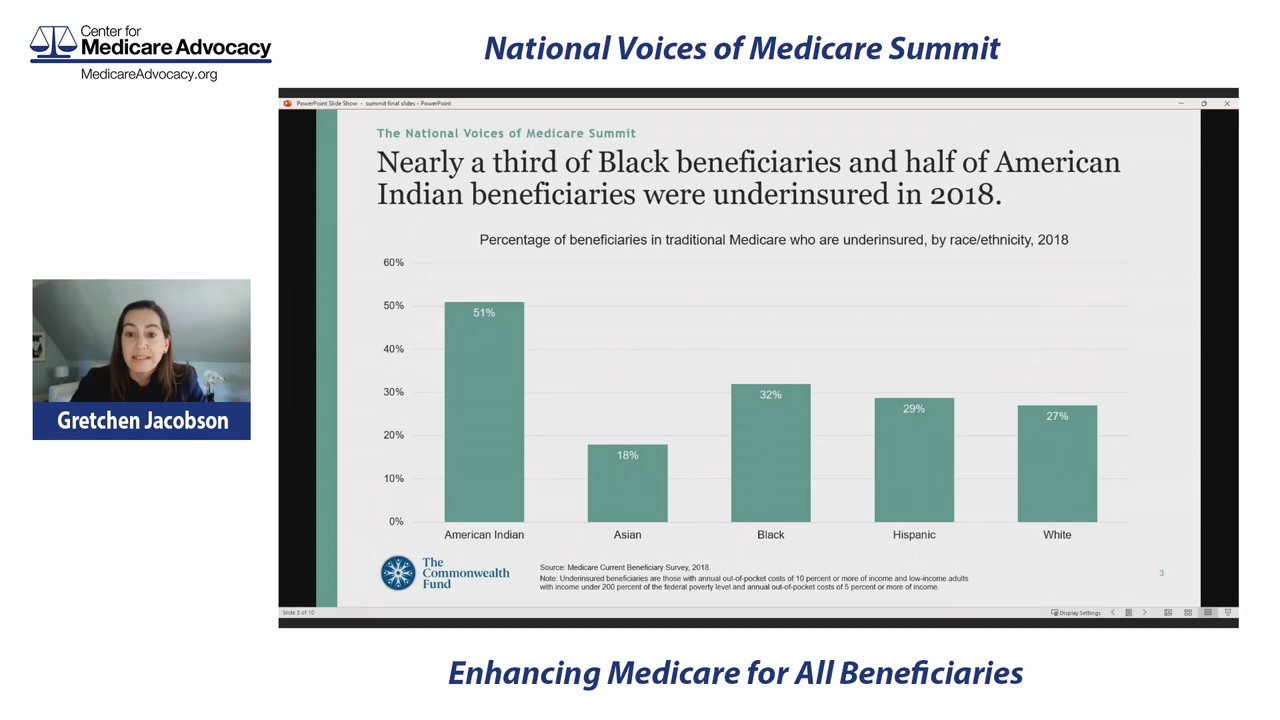 Center for
Medicare Advocacy
MedicareAdvocacy.org
National Voices of Medicare Summit
PowerPoint Slide Show - summit final slides - PowerPoint
The National Voices of Medicare Summit
Nearly a third of Black beneficiaries and half of American
Indian beneficiaries were underinsured in 2018.
Percentage of beneficiaries in traditional Medicare who are underinsured, by race/ethnicity, 2018
60%
50%
40%
30%
20%
10%
0%
51%
18%
32%
29%
27%
American Indian
Asian
Black
Hispanic
White
The
Commonwealth
Fund
Source: Medicare Current Beneficiary Survey, 2018.
Note: Underinsured beneficiaries are those with annual out-of-pocket costs of 10 percent or more of income and low-income adults
with income under 200 percent of the federal poverty level and annual out-of-pocket costs of 5 percent or more of income.
3
Slide 3 of 10
Display Settings
Gretchen Jacobson
Enhancing Medicare for All Beneficiaries